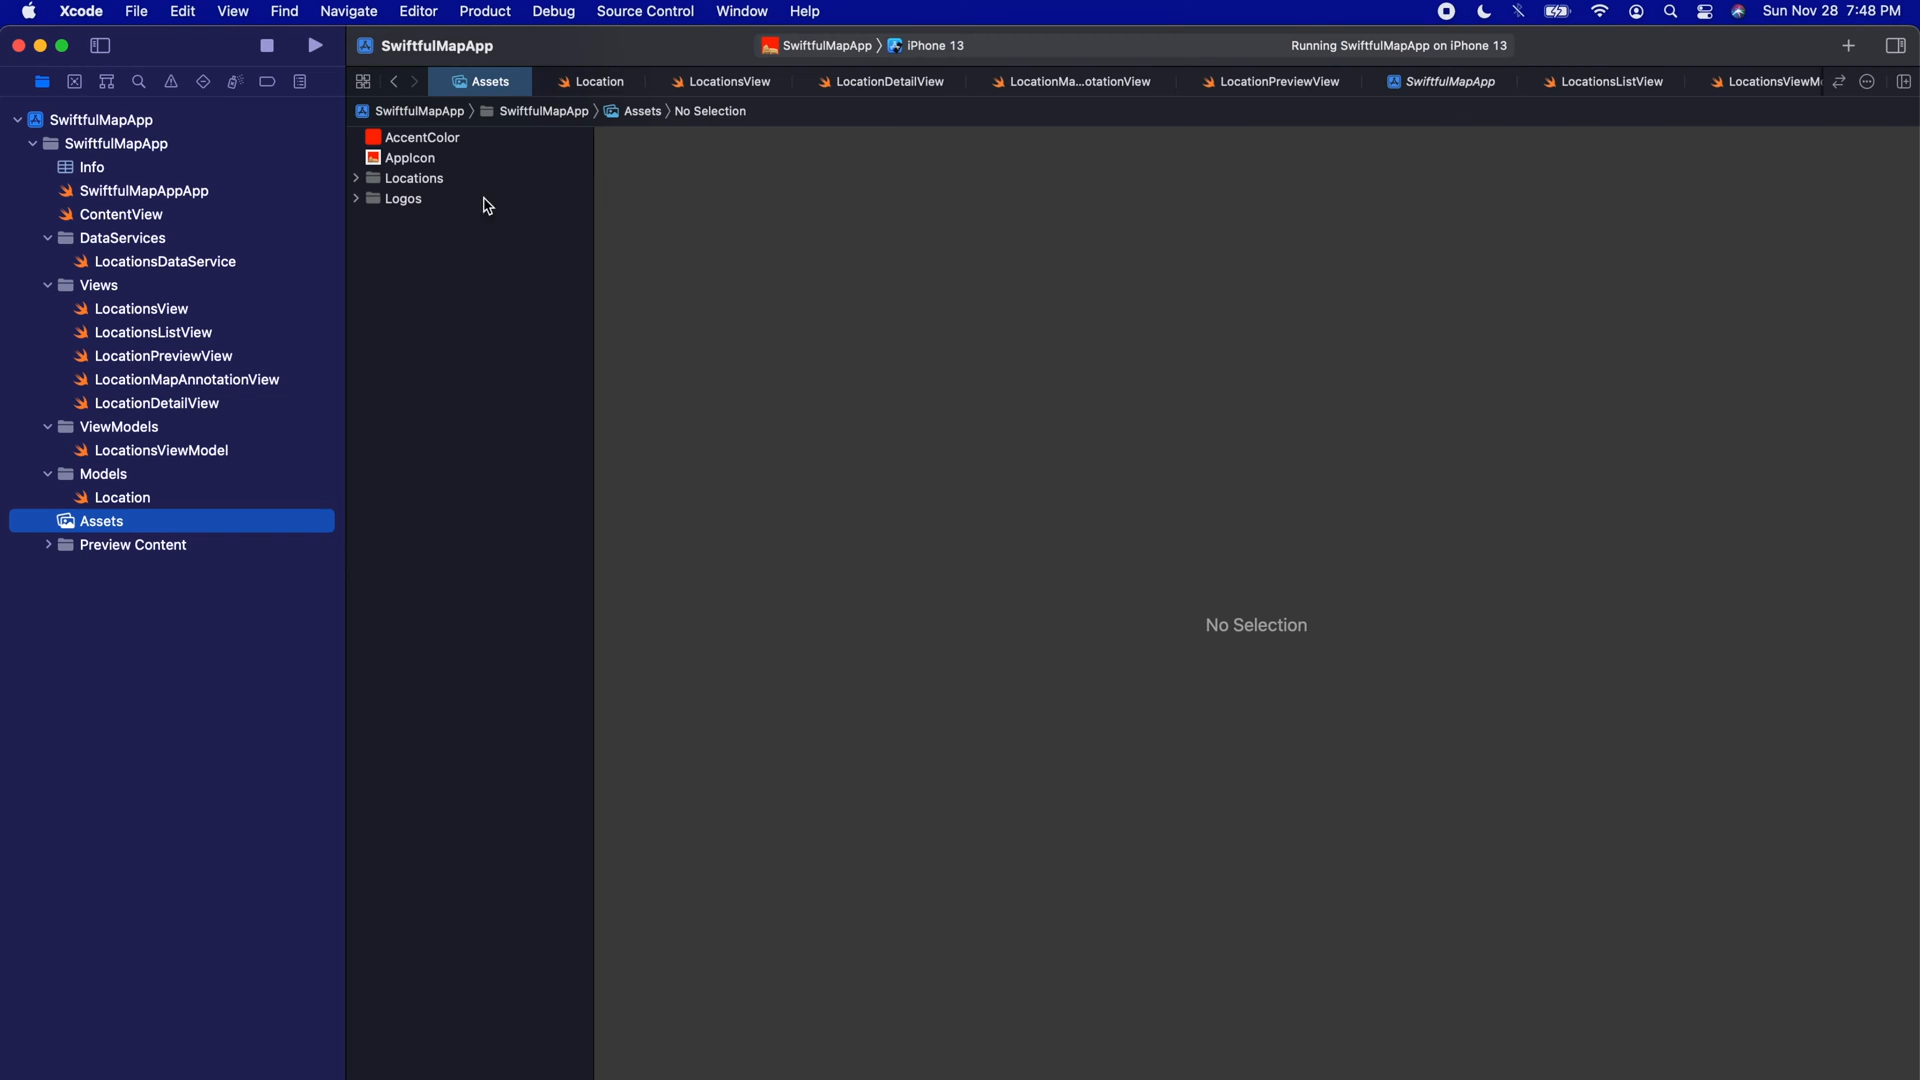 Xcode File Edit View Find Navigate Editor Product Debug Source Control Window Help Sun Nov 28 7:48 PM
SwiftfulMapApp SwiftfulMapApp iPhone 13 Running SwiftfulMapApp on iPhone 13
Assets Location LocationsView LocationDetailView LocationMa...otationView LocationPreviewView SwiftfulMapApp LocationsListView LocationsViewM
SwiftfulMapApp SwiftfulMapApp Assets No Selection
SwiftfulMapApp
SwiftfulMapApp
Info
SwiftfulMapAppApp
ContentView
DataServices
LocationsDataService
Views
LocationsView
LocationsListView
LocationPreviewView
LocationMapAnnotationView
LocationDetailView
ViewModels
LocationsViewModel
Models
Location
Assets
Preview Content
AccentColor
AppIcon
Locations
Logos
No Selection